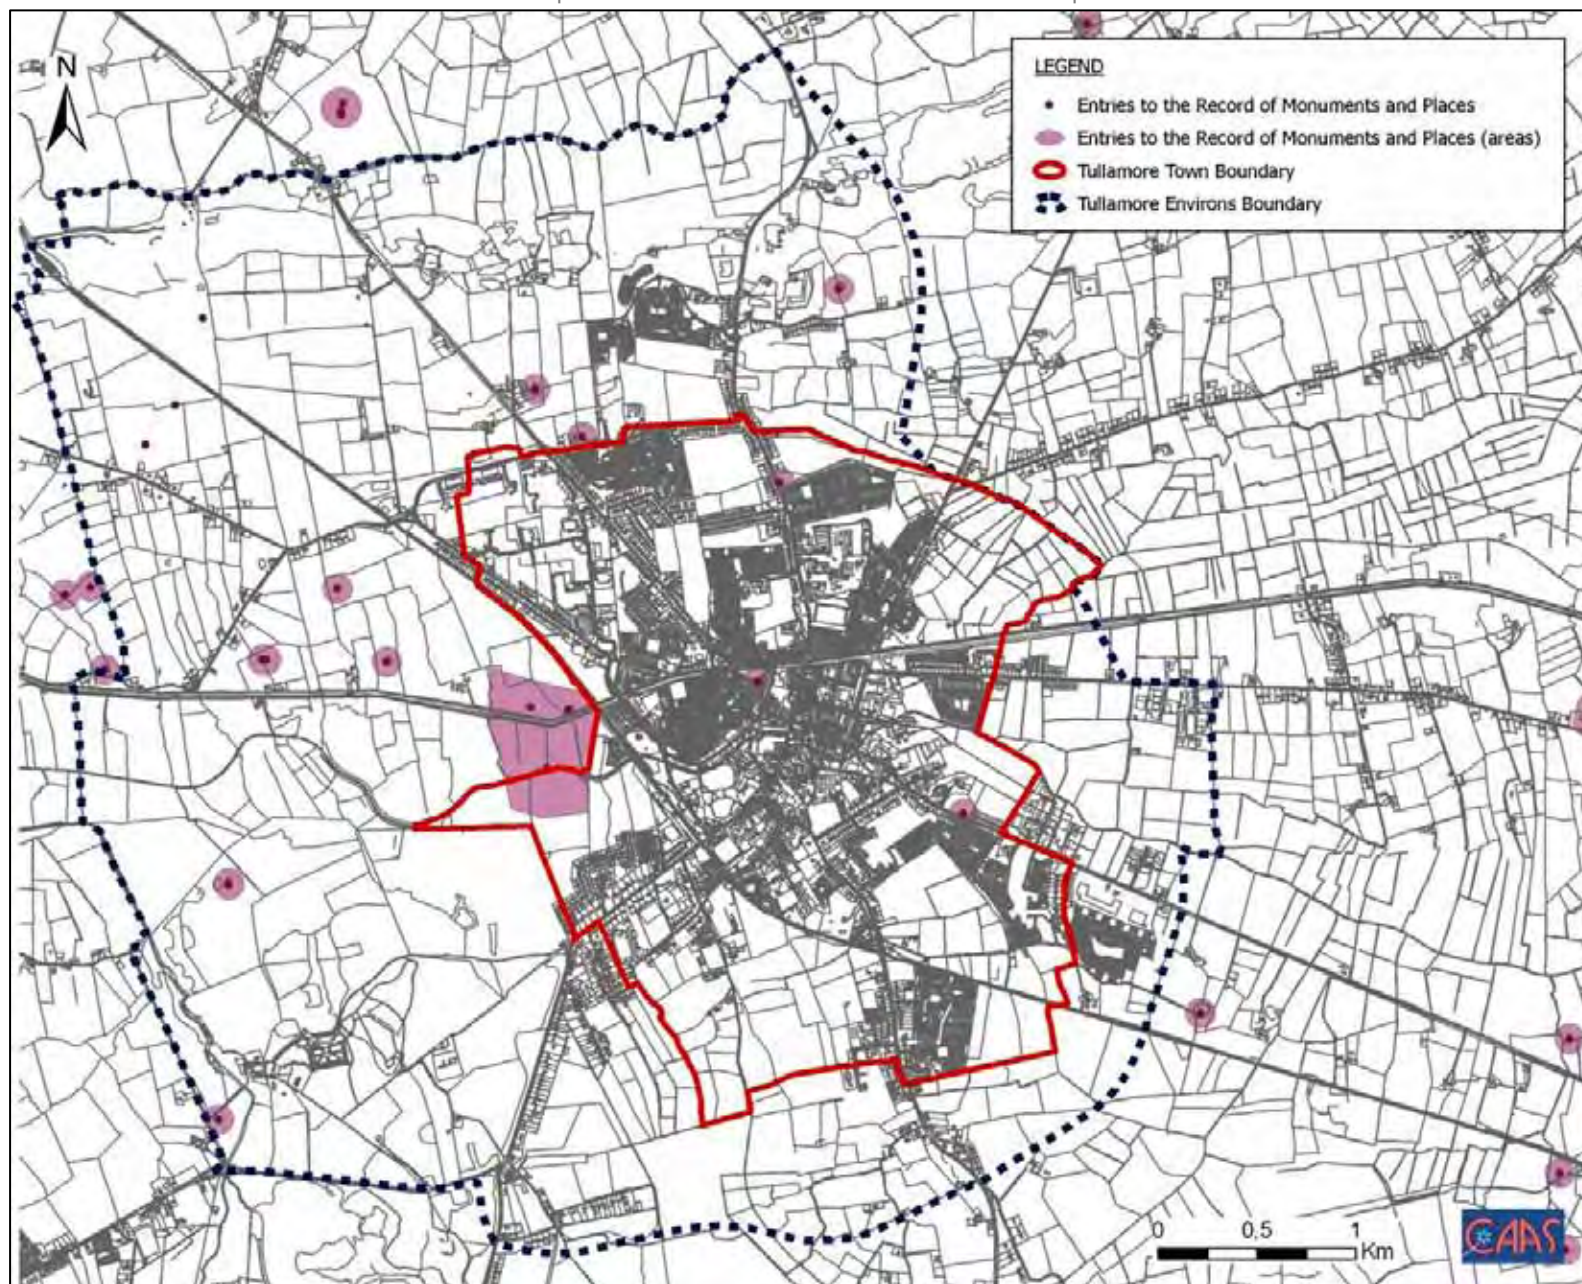 N
LEGEND
Entries to the Record of Monuments and Places
Entries to the Record of Monuments and Places (areas)
Tullamore Town Boundary
Tullamore Environs Boundary
0 0,5 1
Km
CAAS